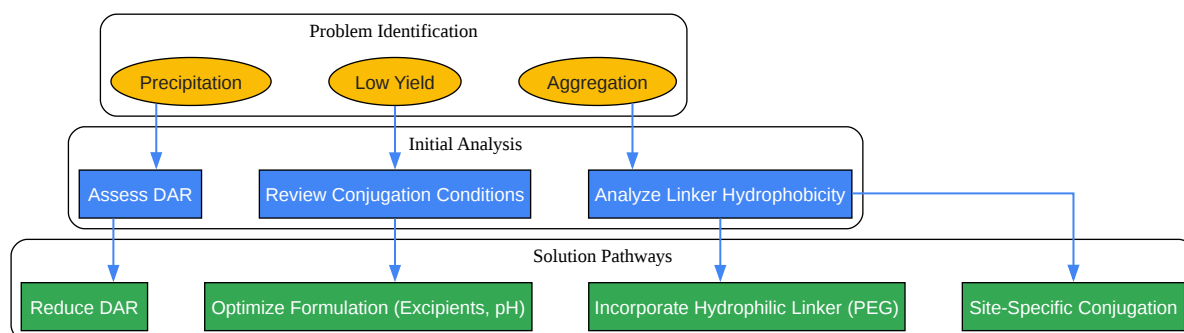 Problem Identification
Precipitation
Low Yield
Aggregation
Initial Analysis
Assess DAR
Review Conjugation Conditions
Analyze Linker Hydrophobicity
Solution Pathways
Reduce DAR
Optimize Formulation (Excipients, pH)
Incorporate Hydrophilic Linker (PEG)
Site-Specific Conjugation